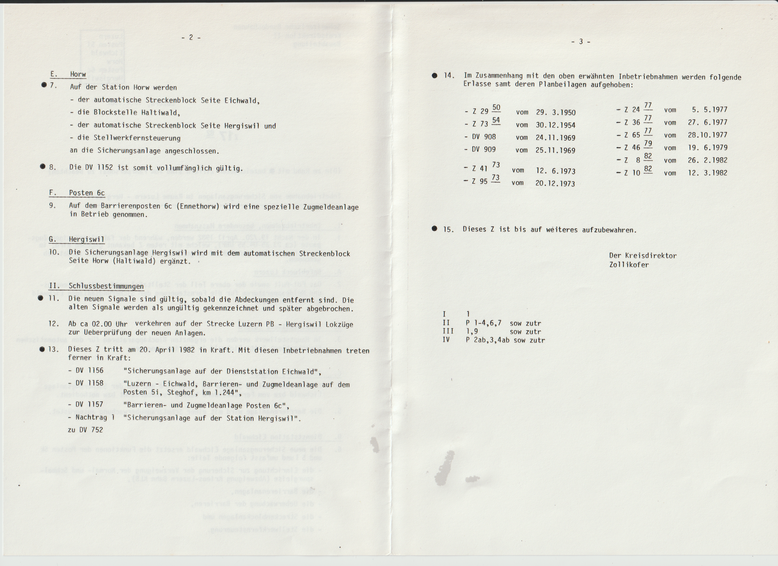 - 2 -
E. Horw
● 7. Auf der Station Horw werden
- der automatische Streckenblock Seite Eichwald,
- die Blockstelle Haltiwald,
- der automatische Streckenblock Seite Hergiswil und
- die Stellwerkfernsteuerung
an die Sicherungsanlage angeschlossen.
● 8. Die DV 1152 ist somit vollumfänglich gültig.
F. Posten 6c
9. Auf dem Barrierenposten 6c (Ennethorw) wird eine spezielle Zugmeldeanlage
in Betrieb genommen.
G. Hergiswil
10. Die Sicherungsanlage Hergiswil wird mit dem automatischen Streckenblock
Seite Horw (Haltiwald) ergänzt.
II. Schlussbestimmungen
● 11. Die neuen Signale sind gültig, sobald die Abdeckungen entfernt sind. Die
alten Signale werden als ungültig gekennzeichnet und später abgebrochen.
12. Ab ca 02.00 Uhr verkehren auf der Strecke Luzern PB - Hergiswil Lokzüge
zur Ueberprüfung der neuen Anlagen.
● 13. Dieses Z tritt am 20. April 1982 in Kraft. Mit diesen Inbetriebnahmen treten
ferner in Kraft:
- DV 1156 "Sicherungsanlage auf der Dienststation Eichwald",
- DV 1158 "Luzern - Eichwald, Barrieren- und Zugmeldeanlage auf dem
Posten 5i, Steghof, km 1.244",
- DV 1157 "Barrieren- und Zugmeldeanlage Posten 6c",
- Nachtrag 1 "Sicherungsanlage auf der Station Hergiswil".
zu DV 752
- 3 -
● 14. Im Zusammenhang mit den oben erwähnten Inbetriebnahmen werden folgende
Erlasse samt deren Planbeilagen aufgehoben:
- Z 29 50 vom 29. 3.1950
- Z 73 54 vom 30.12.1954
- DV 908 vom 24.11.1969
- DV 909 vom 25.11.1969
- Z 41 73 vom 12. 6.1973
- Z 95 73 vom 20.12.1973
- Z 24 77 vom 5. 5.1977
- Z 36 77 vom 27. 6.1977
- Z 65 77 vom 28.10.1977
- Z 46 79 vom 19. 6.1979
- Z 8 82 vom 26. 2.1982
- Z 10 82 vom 12. 3.1982
● 15. Dieses Z ist bis auf weiteres aufzubewahren.
Der Kreisdirektor
Zollikofer
I 1
II P 1-4,6,7 sow zutr
III 1,9 sow zutr
IV P 2ab,3,4ab sow zutr